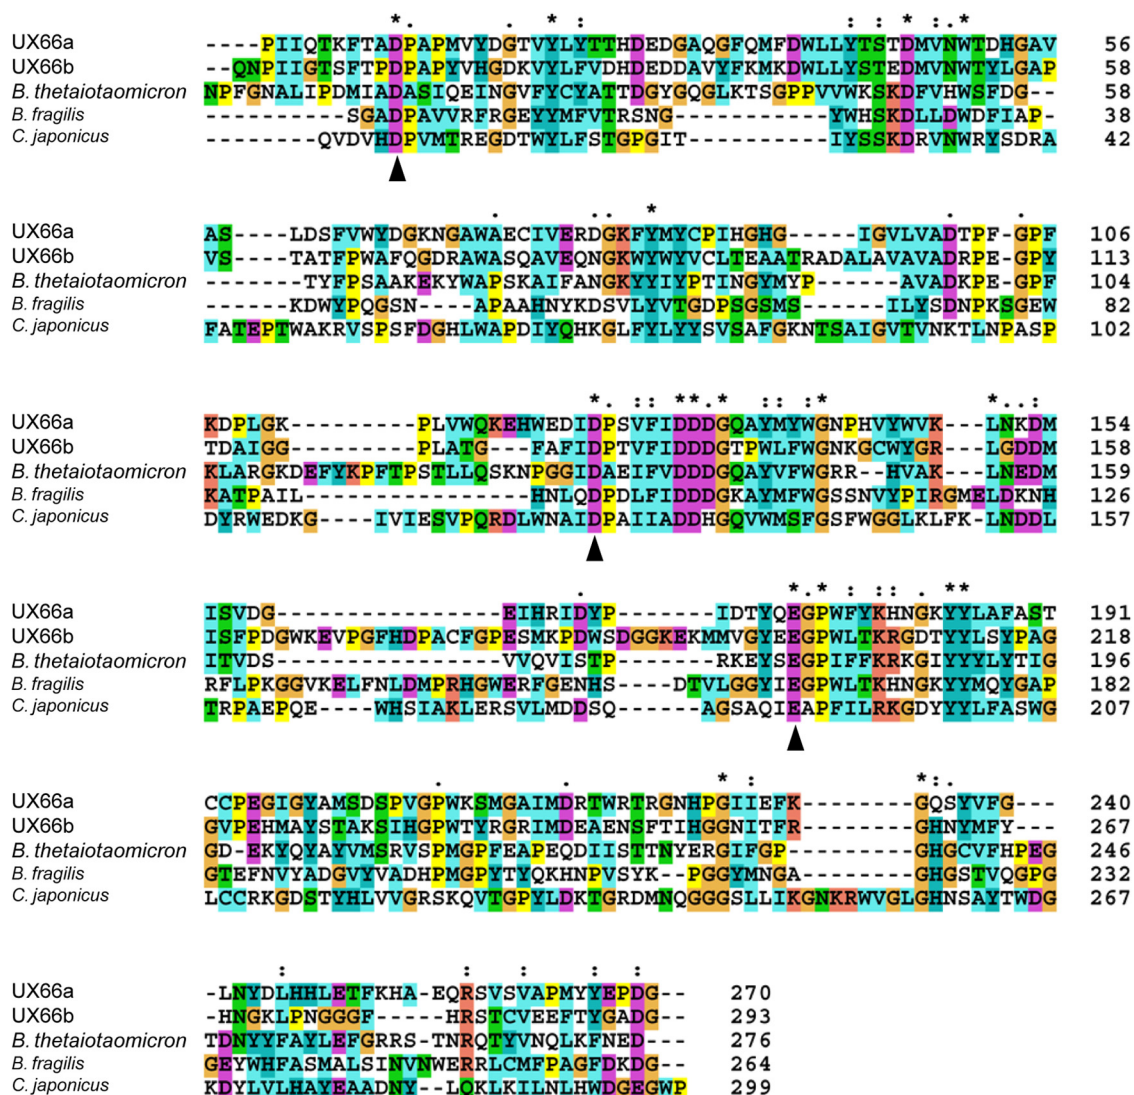 *. . * : : : * :.*
UX66a ----PIIQTKFTADPAPMVYDGTVYLYTTHDEDGAQGFQMFDWLLYTSTDMVNWTDHGAV 56
UX66b --QNPIIGTSFTPDPAPYVHGDKVYLFVDHDEDDAVYFKMKDWLLYSTEDMVNWTYLGAP 58
B. thetaiotaomicron NPFGNALIPDMIADASIQEINGVFYCYATTDGYGQGLKTSGPPVVWKSKDFVHWSFDG-- 58
B. fragilis ----------SGADPAVVRFRGEYYMFVTRSNG-----------YWHSKDLLDWDFIAP- 38
C. japonicus --------QVDVHDPVMTREGDTWYLFSTGPGIT----------IYSSKDRVNWRYSDRA 42
. .. * . .
UX66a AS----LDSFVWYDGKNGAWAECIVERDGKFYMYCPIHGHG-----IGVLVADTPF-GPF 106
UX66b VS----TATFPWAFQGDRAWASQAVEQNGKWYWYVCLTEAATRADALAVAVADRPE-GPY 113
B. thetaiotaomicron -------TYFPSAAKEKYWAPSKAIFANGKYYIYPTINGYMYP------AVADKPE-GPF 104
B. fragilis ------KDWYPQGSN----APAAHNYKDSVLYVTGDPSGSMS-----ILYSDNPKSGEW 82
C. japonicus FATEPTWAKRVSPSFDGHLWAPDIYQHKGLFYLYYSVSAFGKNTSAIGVTVNKTLNPASP 102
*. :: **.* :: :* *..:
UX66a KDPLGK---------PLVWQKEHWEDIDPSVFIDDDGQAYMYWGNPHVYWVK---LNKDM 154
UX66b TDAIGG---------PLATG---FAFIDPTVFIDDDGTPWLFWGNKGCWYGR---LGDDM 158
B. thetaiotaomicron KLARGKDEFYKPFTPSTLLQSKNPGGIDAEIFVDDDGQAYVFWGRR--HVAK---LNEDM 159
B. fragilis KATPAIL----------------HNLQDPDLFIDDDGKAYMFWGSSNVYPIRGMELDKNH 126
C. japonicus DYRWEDKG----IVIESVPQRDLWNAIDPAIIADDHGQVWMSFGSFWGGLKLFK-LNDDL 157
. *.* : :: . **
UX66a ISVDG----------------EIHRIDYP-------IDTYQEGPWFYKHNGKYYLAFAST 191
UX66b ISFPDGWKEVPGFHDPACFGPESMKPDWSDGGKEKMMVGYEEGPWLTKRGDTYYLSYPAG 218
B. thetaiotaomicron ITVDS----------------VVQVISTP-------RKEYSEGPIFFKRKGIYYYLYTIG 196
B. fragilis RFLPKGGVKELFNLDMPRHGWERFGENHS----DTVLGGYIEGPWLTKHNGKYYMQYGAP 182
C. japonicus TRPAEPQE----WHSIAKLERSVLMDDSQ------AGSAQIEAPFILRKGDYYYLFASWG 207
. . * : *:.
UX66a CCPEGIGYAMSDSPVGPWKSMGAIMDRTWRTRGNHPGIIEFK--------GQSYVFG--- 240
UX66b GVPEHMAYSTAKSIHGPWTYRGRIMDEAENSFTIHGGNITFR--------GHNYMFY--- 267
B. thetaiotaomicron GD-EKYQYAYVMSRVSPMGPFEAPEQDIISTTNYERGIFGP---------GHGCVFHPEG 246
B. fragilis GTEFNVYADGVYVADHPMGPYTYQKHNPVSYK--PGGYMNGA--------GHGSTVQGPG 232
C. japonicus LCCRKGDSTYHLVVGRSKQVTGPYLDKTGRDMNQGGGSLLIKGNKRWVGLGHNSAYTWDG 267
: : : : :
UX66a -LNYDLHHLETFKHA-EQRSVSVAPMYYEPDG-- 270
UX66b -HNGKLPNGGGF-----HRSTCVEEFTYGADG-- 293
B. thetaiotaomicron TDNYYFAYLEFGRRS-TNRQTYVNQLKFNED--- 276
B. fragilis GEYWHFASMALSINVNWERRLCMFPAGFDKDG-- 264
C. japonicus KDYLVLHAYEAADNY--LQKLKILNLHWDGEGWP 299